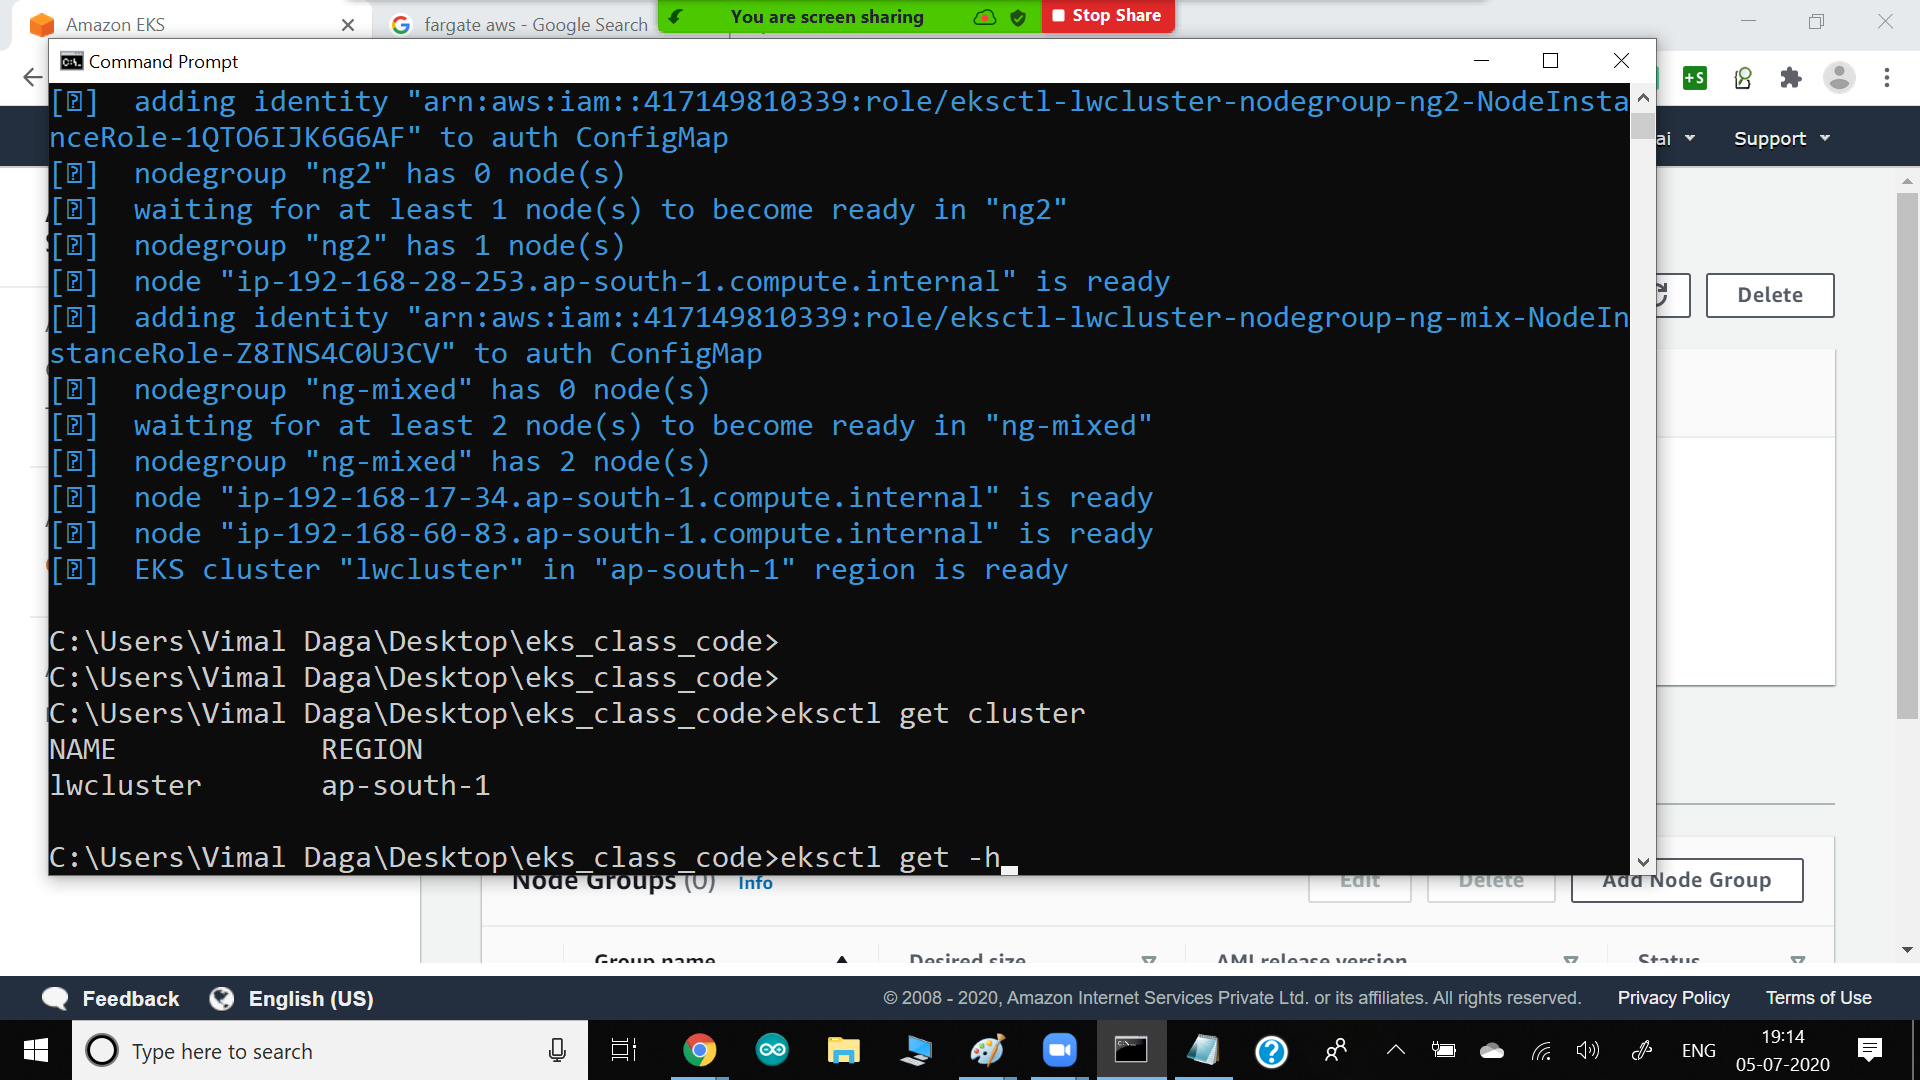 Amazon EKS
fargate aws - Google Search
You are screen sharing
Stop Share
Command Prompt
[?]  adding identity "arn:aws:iam::417149810339:role/eksctl-lwcluster-nodegroup-ng2-NodeInsta
nceRole-1QTO6IJK6G6AF" to auth ConfigMap
[?]  nodegroup "ng2" has 0 node(s)
[?]  waiting for at least 1 node(s) to become ready in "ng2"
[?]  nodegroup "ng2" has 1 node(s)
[?]  node "ip-192-168-28-253.ap-south-1.compute.internal" is ready
[?]  adding identity "arn:aws:iam::417149810339:role/eksctl-lwcluster-nodegroup-ng-mix-NodeIn
stanceRole-Z8INS4C0U3CV" to auth ConfigMap
[?]  nodegroup "ng-mixed" has 0 node(s)
[?]  waiting for at least 2 node(s) to become ready in "ng-mixed"
[?]  nodegroup "ng-mixed" has 2 node(s)
[?]  node "ip-192-168-17-34.ap-south-1.compute.internal" is ready
[?]  node "ip-192-168-60-83.ap-south-1.compute.internal" is ready
[?]  EKS cluster "lwcluster" in "ap-south-1" region is ready
C:\Users\Vimal Daga\Desktop\eks_class_code>
C:\Users\Vimal Daga\Desktop\eks_class_code>
C:\Users\Vimal Daga\Desktop\eks_class_code>eksctl get cluster
NAME            REGION
lwcluster       ap-south-1
C:\Users\Vimal Daga\Desktop\eks_class_code>eksctl get -h
+S
ai
Support
Delete
Node Groups (0) Info
Edit
Delete
Add Node Group
Group name
Desired size
AMI release version
Status
Feedback
English (US)
© 2008 - 2020, Amazon Internet Services Private Ltd. or its affiliates. All rights reserved.
Privacy Policy
Terms of Use
Type here to search
ENG
19:14
05-07-2020